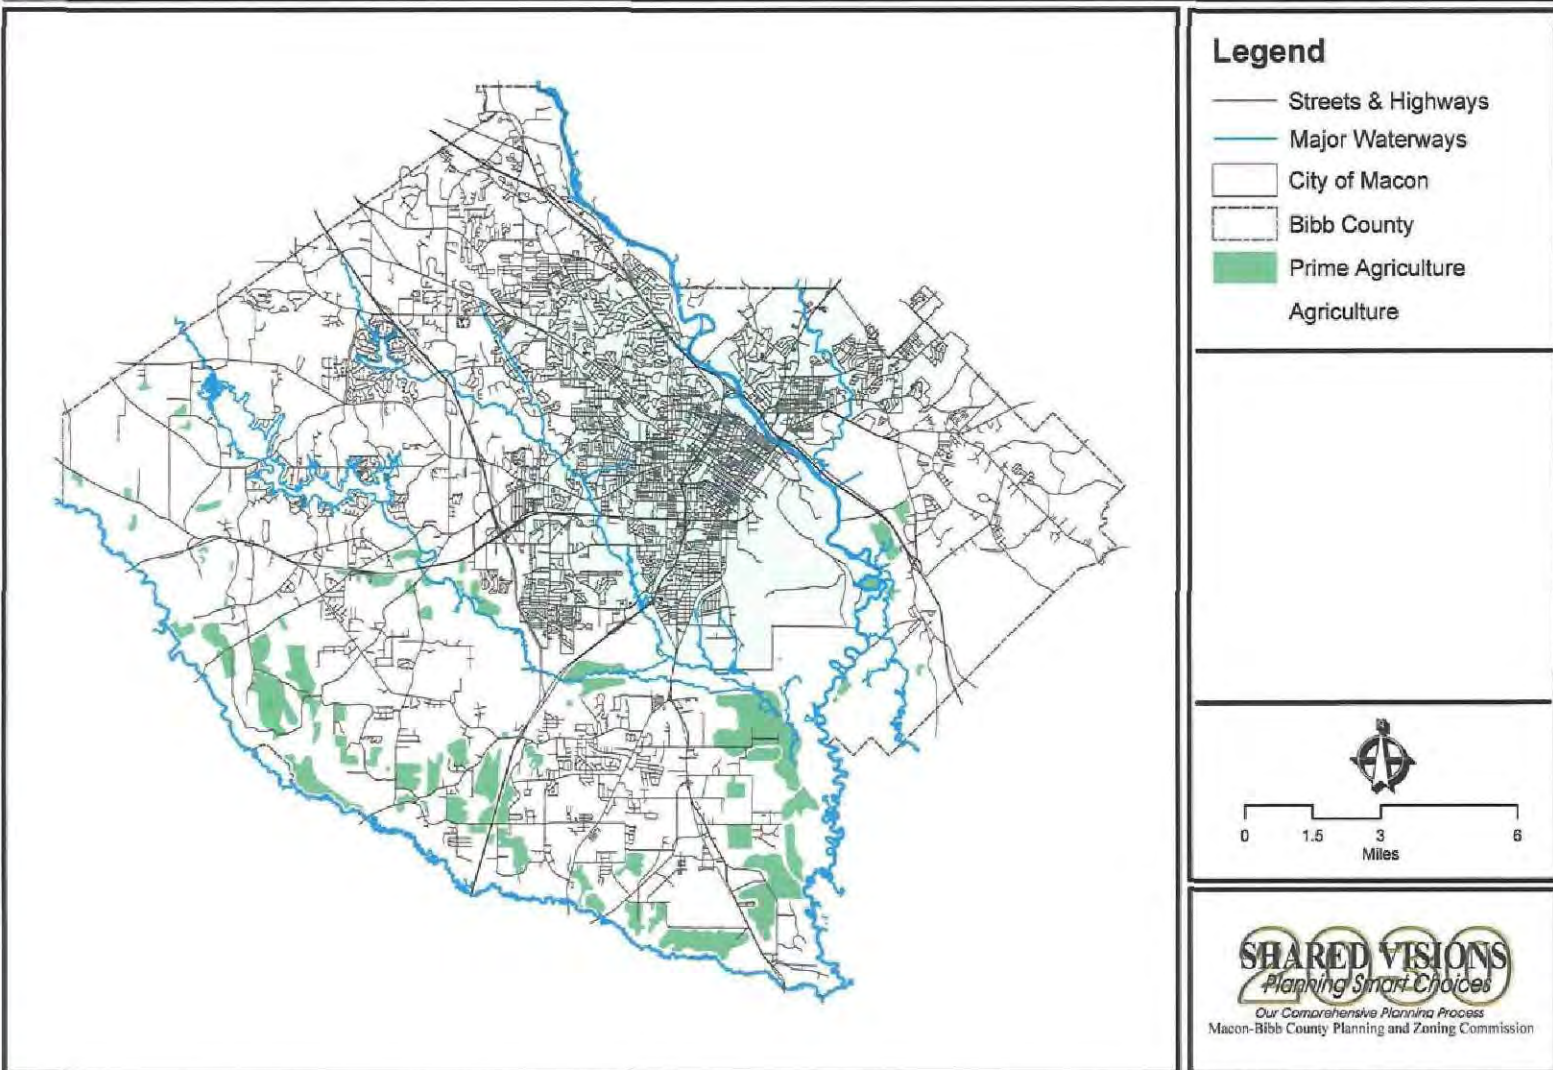 Legend
Streets & Highways
Major Waterways
City of Macon
Bibb County
Prime Agriculture
Agriculture
0 1.5 3 6
Miles
2030
SHARED VISIONS
Planning Smart Choices
Our Comprehensive Planning Process
Macon-Bibb County Planning and Zoning Commission